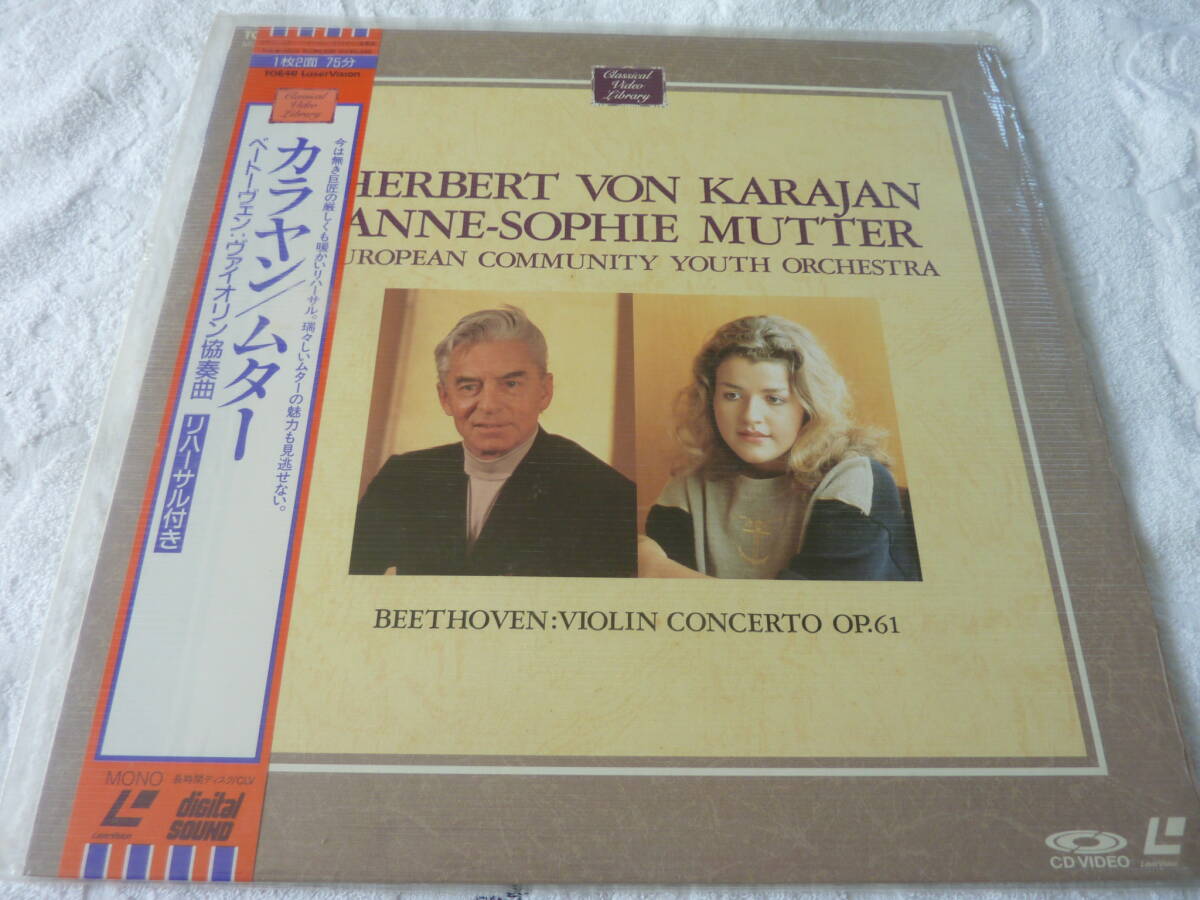 1枚2面 75分
TOEMI LaserVision
Classical
Video
Library
今は無き巨匠の厳しくも暖かいリハーサル。瑞々しいムターの魅力も見逃せない。
カラヤン/ムター
ベートーヴェン:ヴァイオリン協奏曲
リハーサル付き
MONO 長時間ディスク/CLV
LaserVision
digital
SOUND
Classical
Video
Library
HERBERT VON KARAJAN
ANNE-SOPHIE MUTTER
UROPEAN COMMUNITY YOUTH ORCHESTRA
BEETHOVEN:VIOLIN CONCERTO OP.61
CD VIDEO
LaserVision